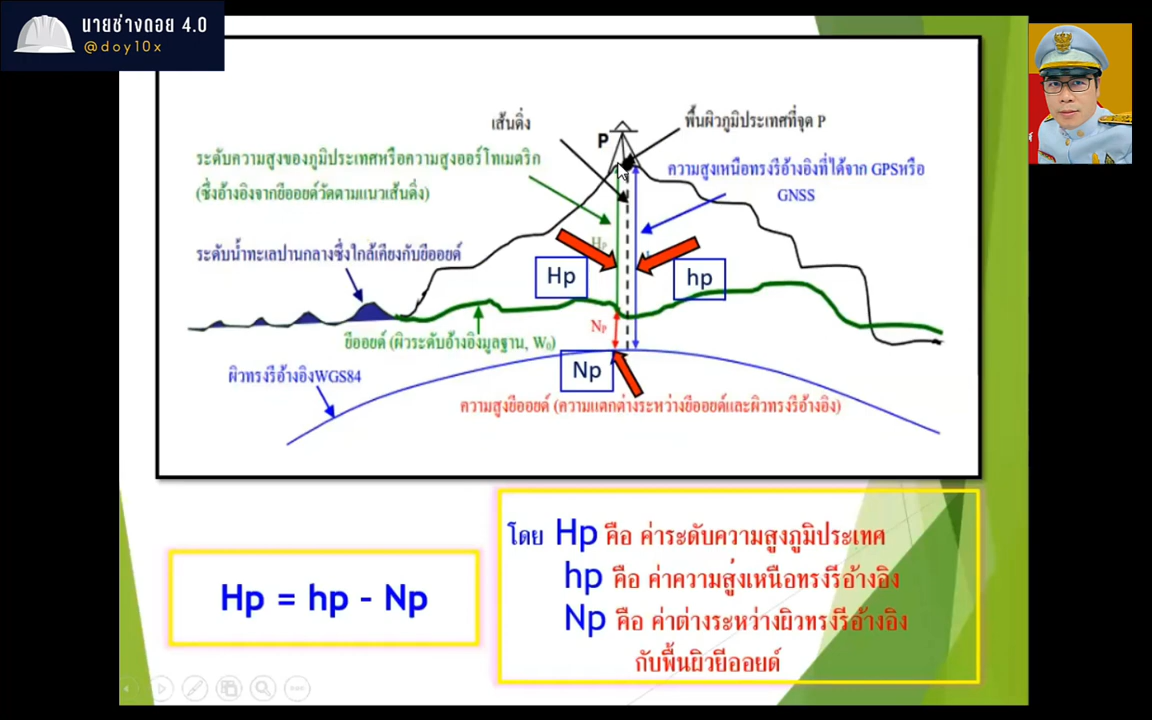 นายช่างดอย 4.0
@doy10x
เส้นดิ่ง
P
พื้นผิวภูมิประเทศที่จุด P
ระดับความสูงของภูมิประเทศหรือความสูงออร์โทเมตริก
(ซึ่งอ้างอิงจากยีออยด์วัดตามแนวเส้นดิ่ง)
ความสูงเหนือทรงรีอ้างอิงที่ได้จาก GPSหรือ
GNSS
ระดับน้ำทะเลปานกลางซึ่งใกล้เคียงกับยีออยด์
Hp
Hp
hp
Np
ยีออยด์ (ผิวระดับอ้างอิงมูลฐาน, W₀)
Np
ผิวทรงรีอ้างอิงWGS84
ความสูงยีออยด์ (ความแตกต่างระหว่างยีออยด์และผิวทรงรีอ้างอิง)
โดย Hp คือ ค่าระดับความสูงภูมิประเทศ
hp คือ ค่าความสูงเหนือทรงรีอ้างอิง
Hp = hp - Np
Np คือ ค่าต่างระหว่างผิวทรงรีอ้างอิง
กับพื้นผิวยีออยด์